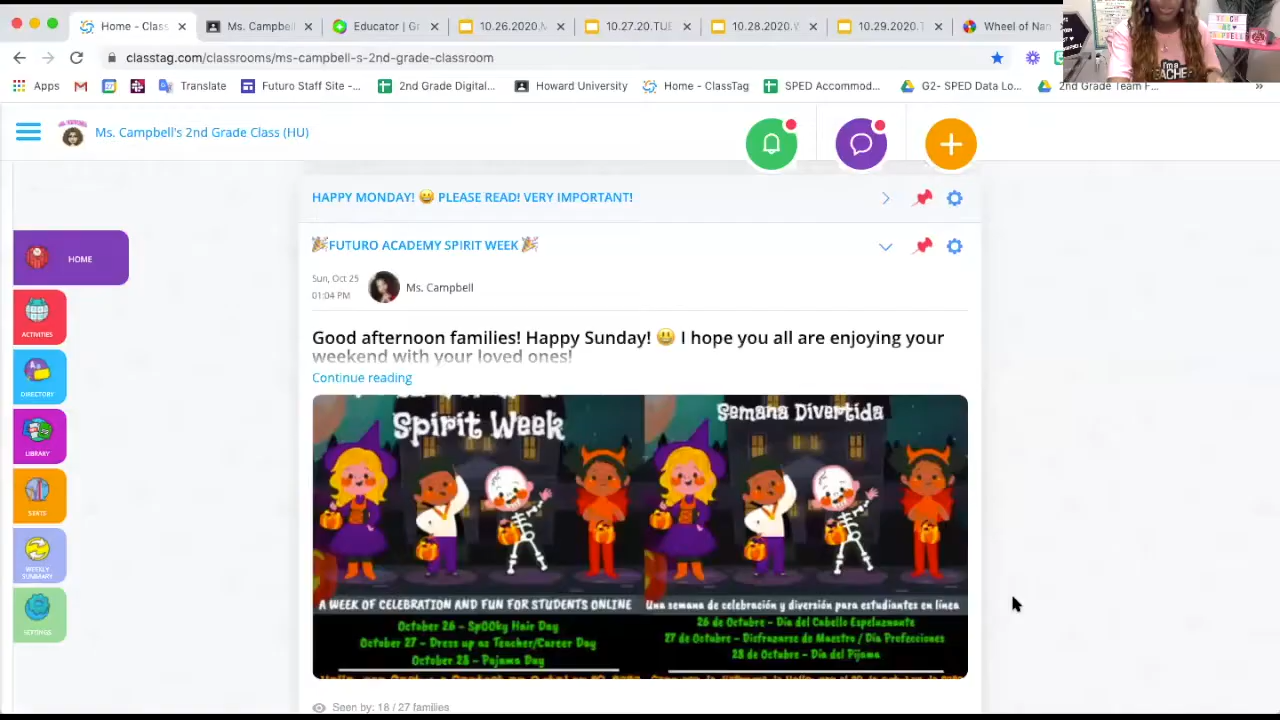 Home - Class
Ms. Campbell
Educator |
10.26.2020.
10.27.20.TUE
10.28.2020.
10.29.2020.T
Wheel of Nan
classtag.com/classrooms/ms-campbell-s-2nd-grade-classroom
Apps
Translate
Futuro Staff Site -...
2nd Grade Digital...
Howard University
Home - ClassTag
SPED Accommod...
G2- SPED Data Lo...
2nd Grade Team F...
I'm a
TEACHER
TEACH
Ms. Campbell's 2nd Grade Class (HU)
HOME
ACTIVITIES
DIRECTORY
LIBRARY
SEATS
WEEKLY
SUMMARY
SETTINGS
HAPPY MONDAY! 😀 PLEASE READ! VERY IMPORTANT!
🎉FUTURO ACADEMY SPIRIT WEEK 🎉
Sun, Oct 25
01:04 PM
Ms. Campbell
Good afternoon families! Happy Sunday! 😃 I hope you all are enjoying your
weekend with your loved ones!
Continue reading
Spirit Week
A WEEK OF CELEBRATION AND FUN FOR STUDENTS ONLINE
October 26 - SpOOky Hair Day
October 27 - Dress up as Teacher/Career Day
October 28 - Pajama Day
Semana Divertida
Una semana de celebración y diversión para estudiantes en línea
26 de Octubre - Dia del Cabello Espeluznante
27 de Octubre - Disfrazarse de Maestro / Día Profecciones
28 de Octubre - Dia del Pijama
Seen by: 18 / 27 families